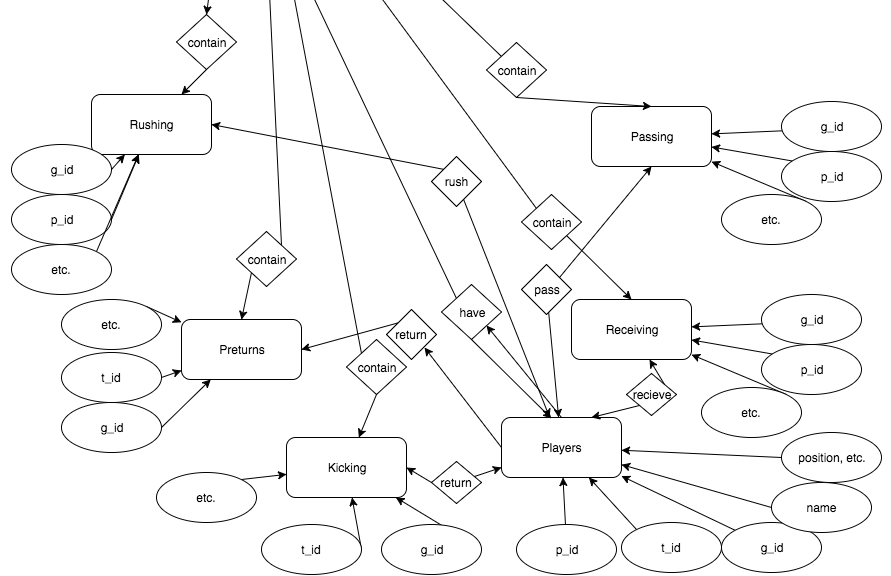 contain
contain
Rushing
Passing
g_id
p_id
etc.
g_id
p_id
etc.
rush
contain
contain
pass
have
return
etc.
t_id
g_id
Preturns
Receiving
g_id
p_id
etc.
contain
recieve
Players
position, etc.
name
Kicking
return
etc.
t_id
g_id
p_id
t_id
g_id